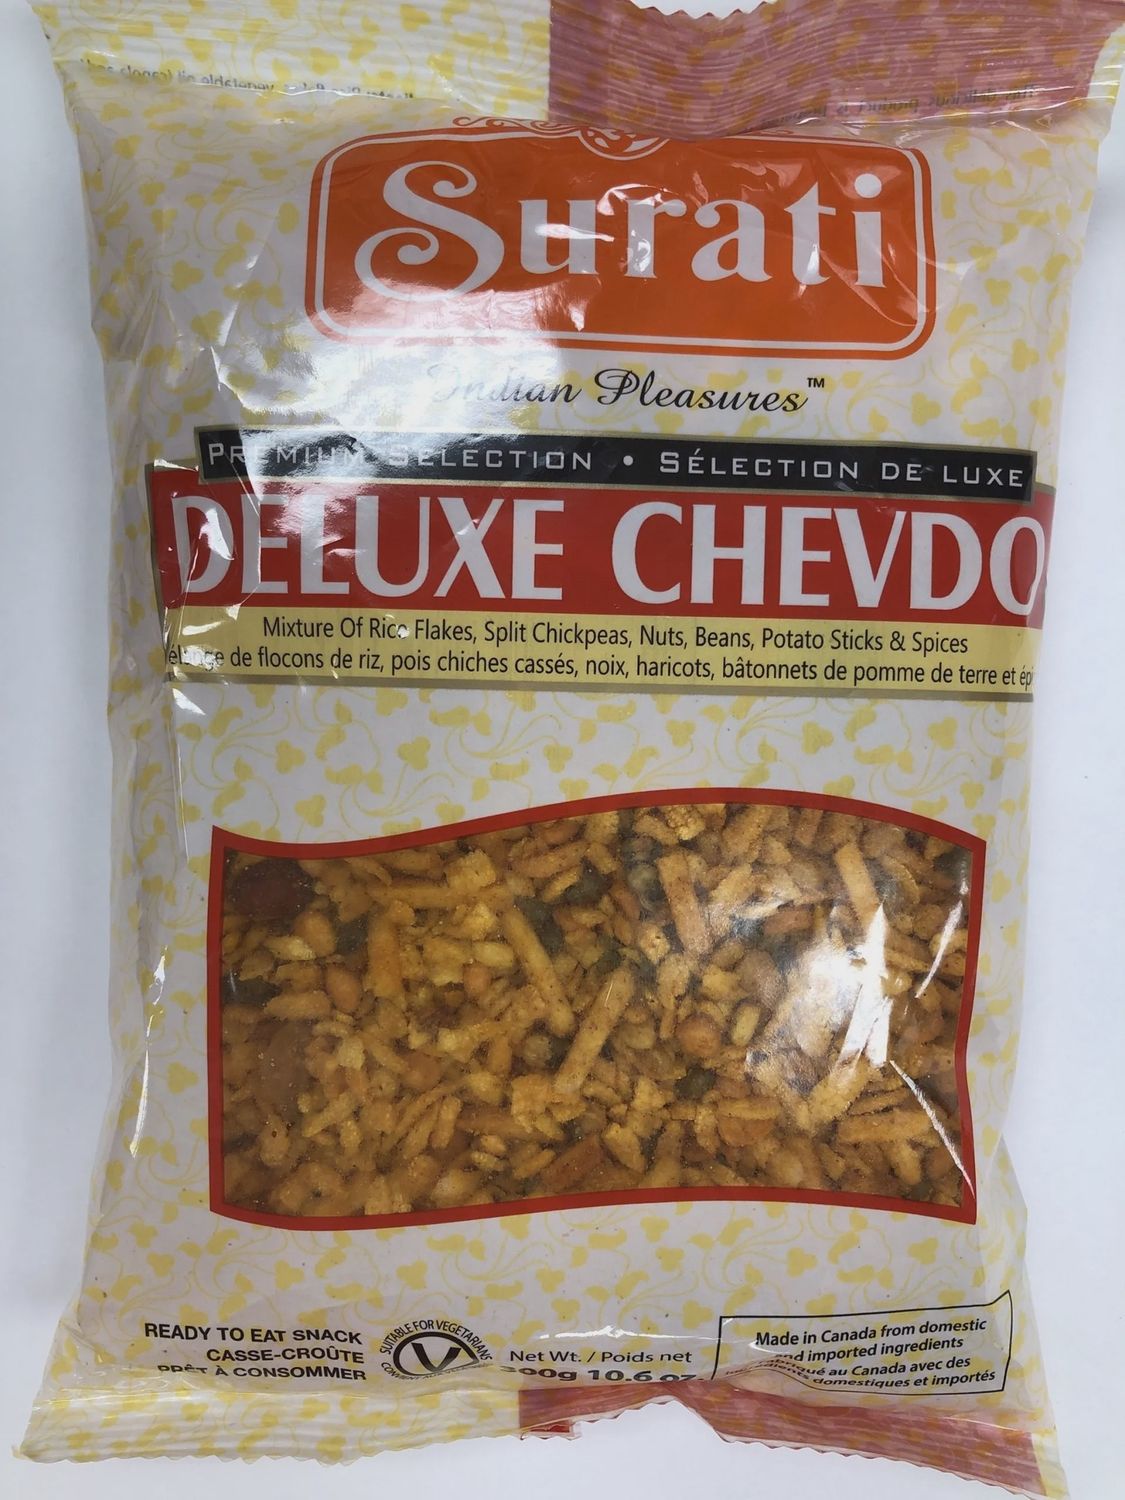 Surati
Indian Pleasures™
PREMIUM SELECTION • SÉLECTION DE LUXE
DELUXE CHEVDO
Mixture Of Rice Flakes, Split Chickpeas, Nuts, Beans, Potato Sticks & Spices
de flocons de riz, pois chiches cassés, noix, haricots, bâtonnets de pomme de terre et
READY TO EAT SNACK
CASSE-CROÛTE
PRÊT À CONSOMMER
SUITABLE FOR VEGETARIANS
V
Net Wt. / Poids net
10.6 oz.
Made in Canada from domestic
and imported ingredients
au Canada avec des
domestiques et importés